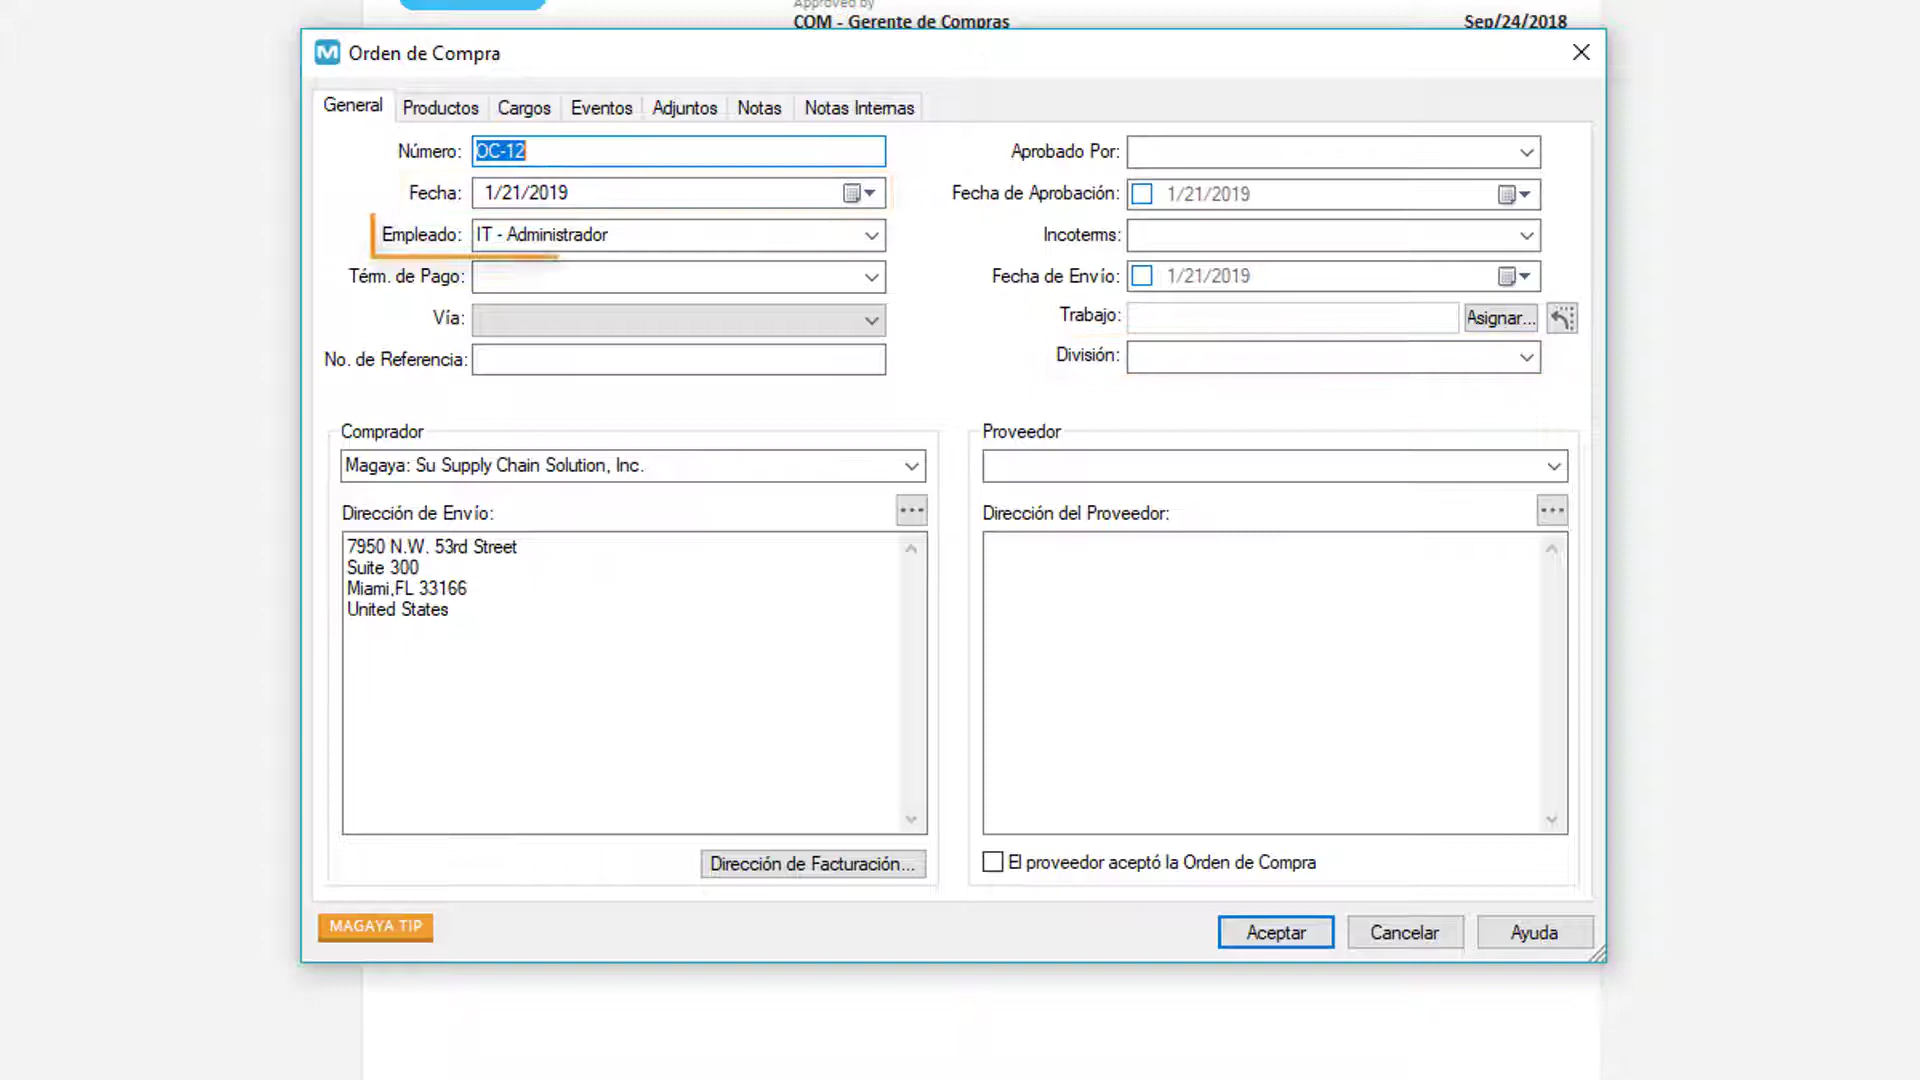 Approved by
COM - Gerente de Compras
Sep/24/2018
M Orden de Compra
General Productos Cargos Eventos Adjuntos Notas Notas Internas
Número: OC-12
Fecha: 1/21/2019
Empleado: IT - Administrador
Térm. de Pago:
Vía:
No. de Referencia:
Aprobado Por:
Fecha de Aprobación: 1/21/2019
Incoterms:
Fecha de Envío: 1/21/2019
Trabajo: Asignar...
División:
Comprador
Magaya: Su Supply Chain Solution, Inc.
Dirección de Envío:
7950 N.W. 53rd Street
Suite 300
Miami,FL 33166
United States
Dirección de Facturación...
Proveedor
Dirección del Proveedor:
El proveedor aceptó la Orden de Compra
MAGAYA TIP
Aceptar Cancelar Ayuda